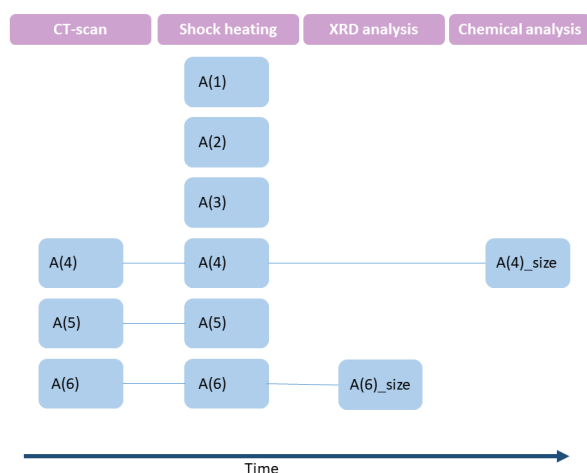 CT-scan Shock heating XRD analysis Chemical analysis
A(1)
A(2)
A(3)
A(4) A(4) A(4)_size
A(5) A(5)
A(6) A(6) A(6)_size
Time